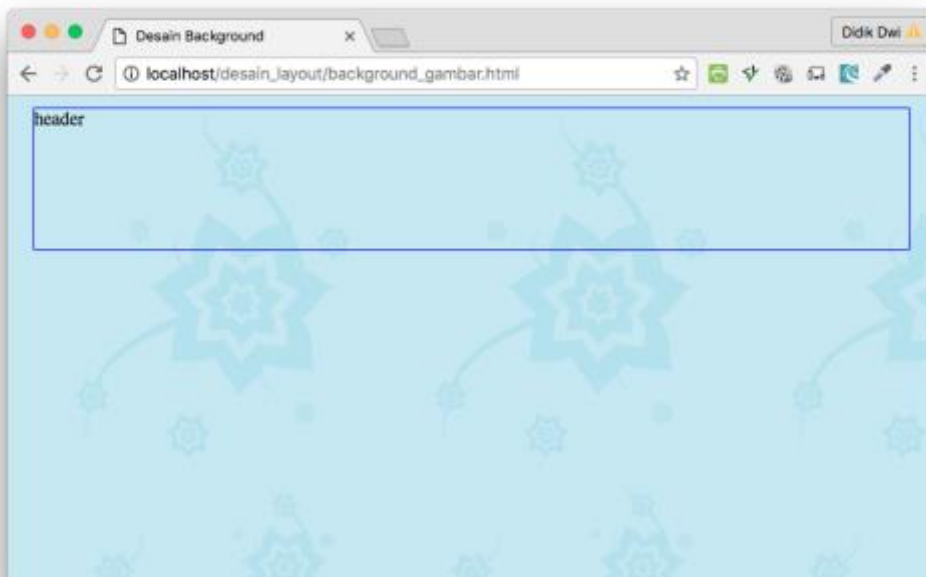 Desain Background
Didik Dwi
localhost/desain_layout/background_gambar.html
header